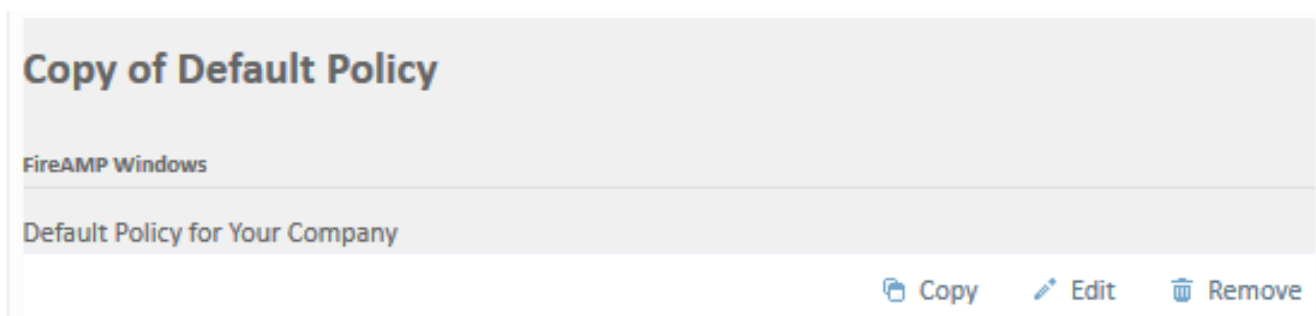 Copy of Default Policy
FireAMP Windows
Default Policy for Your Company
Copy Edit Remove